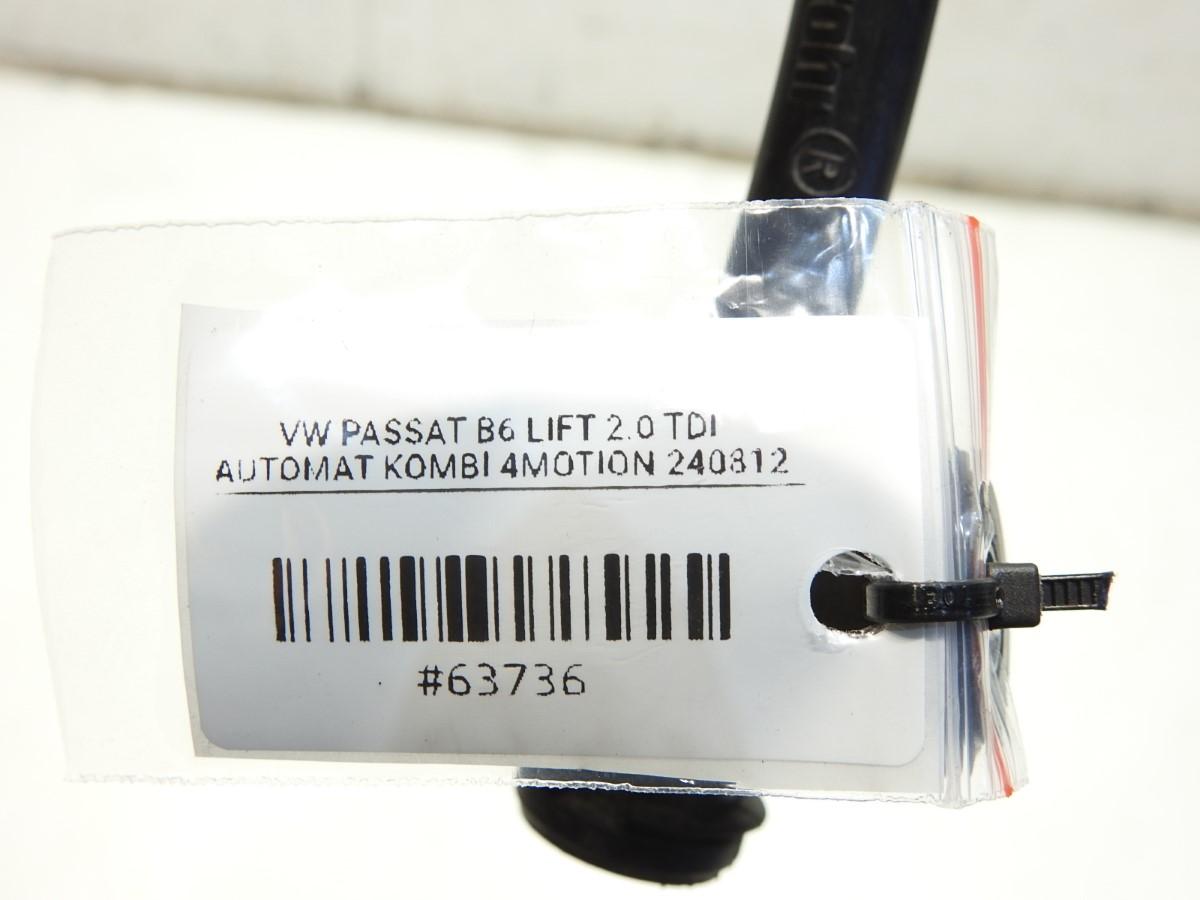 ®
VW PASSAT B6 LIFT 2.0 TDI
AUTOMAT KOMBI 4MOTION 240812
#63736